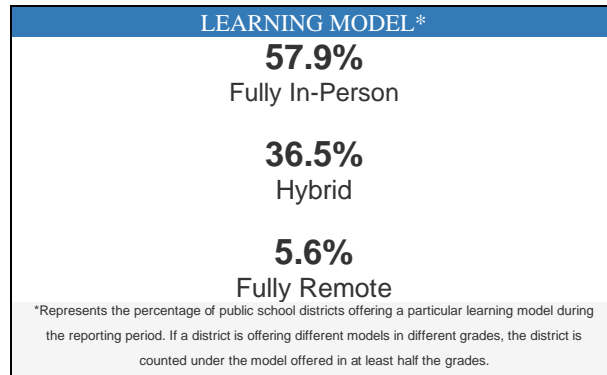 LEARNING MODEL*
57.9%
Fully In-Person
36.5%
Hybrid
5.6%
Fully Remote
*Represents the percentage of public school districts offering a particular learning model during
the reporting period. If a district is offering different models in different grades, the district is
counted under the model offered in at least half the grades.